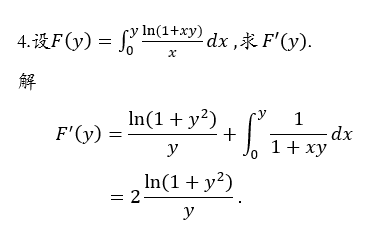 4.设F(y) = ∫₀^y ln(1+xy)/x dx ,求 F′(y).
解
F′(y) = ln(1 + y²)/y + ∫₀^y 1/(1 + xy) dx
= 2 ln(1 + y²)/y .